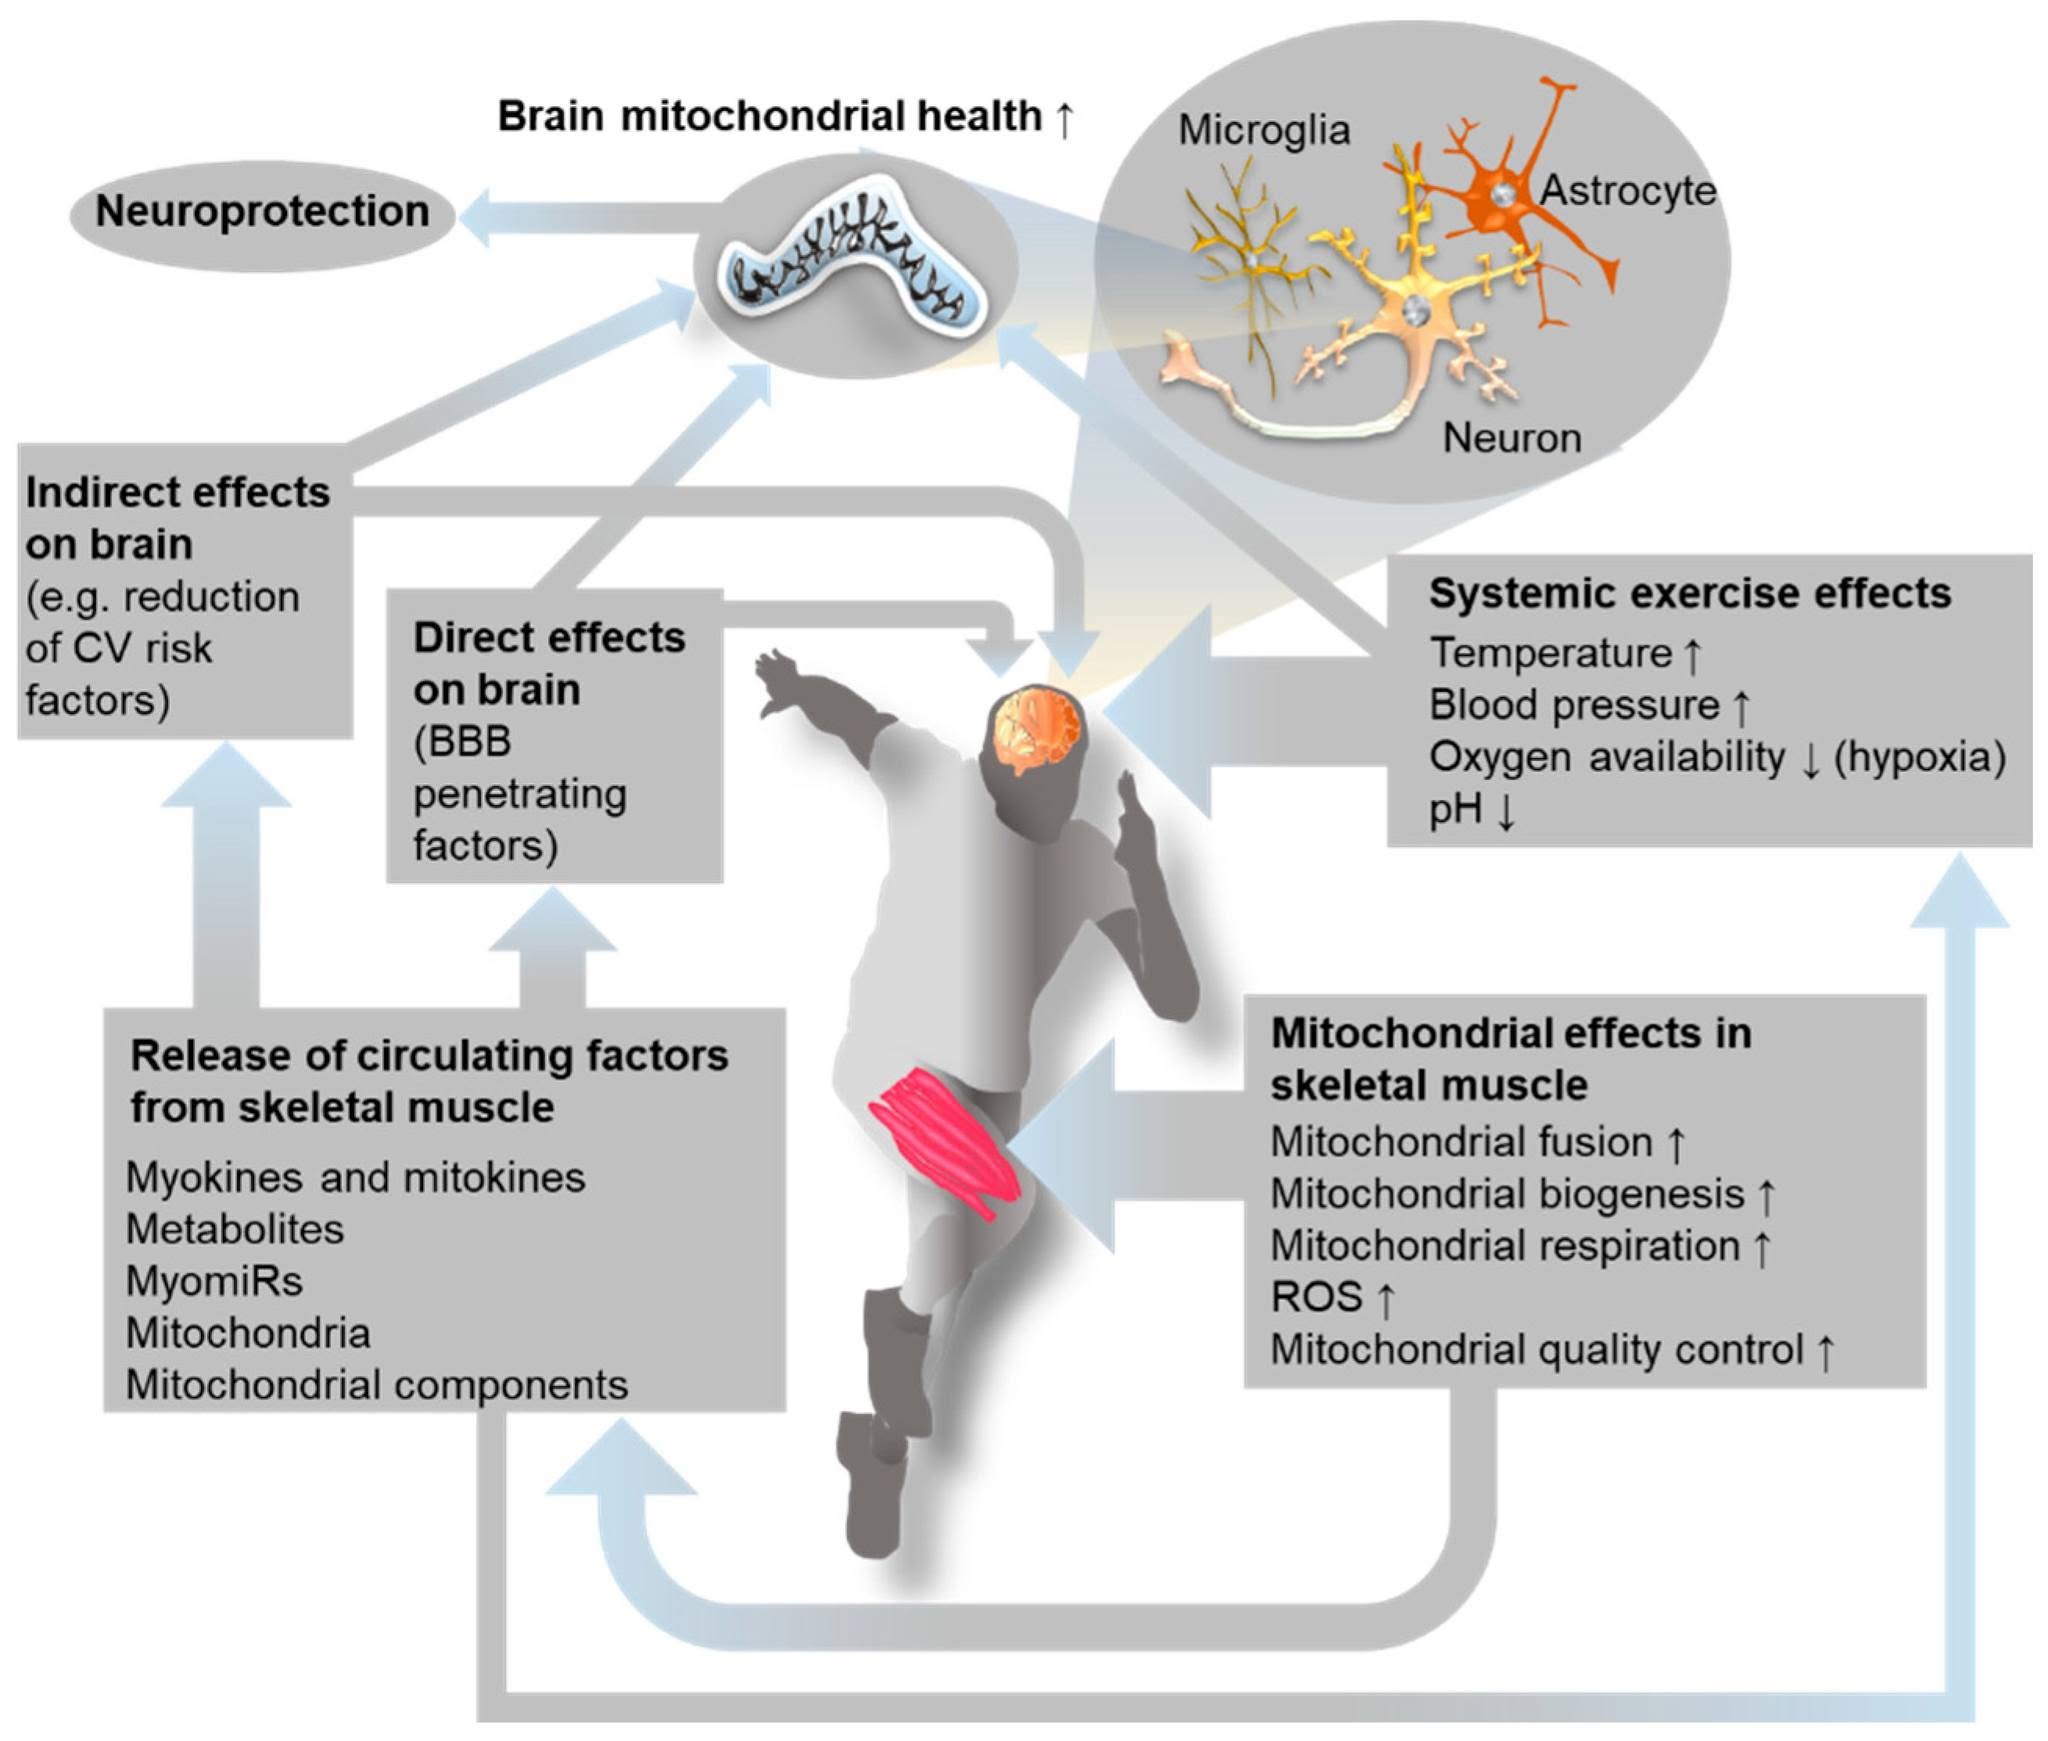 Brain mitochondrial health ↑
Neuroprotection
Microglia
Astrocyte
Neuron
Indirect effects
on brain
(e.g. reduction
of CV risk
factors)
Direct effects
on brain
(BBB
penetrating
factors)
Systemic exercise effects
Temperature ↑
Blood pressure ↑
Oxygen availability ↓ (hypoxia)
pH ↓
Release of circulating factors
from skeletal muscle
Myokines and mitokines
Metabolites
MyomiRs
Mitochondria
Mitochondrial components
Mitochondrial effects in
skeletal muscle
Mitochondrial fusion ↑
Mitochondrial biogenesis ↑
Mitochondrial respiration ↑
ROS ↑
Mitochondrial quality control ↑